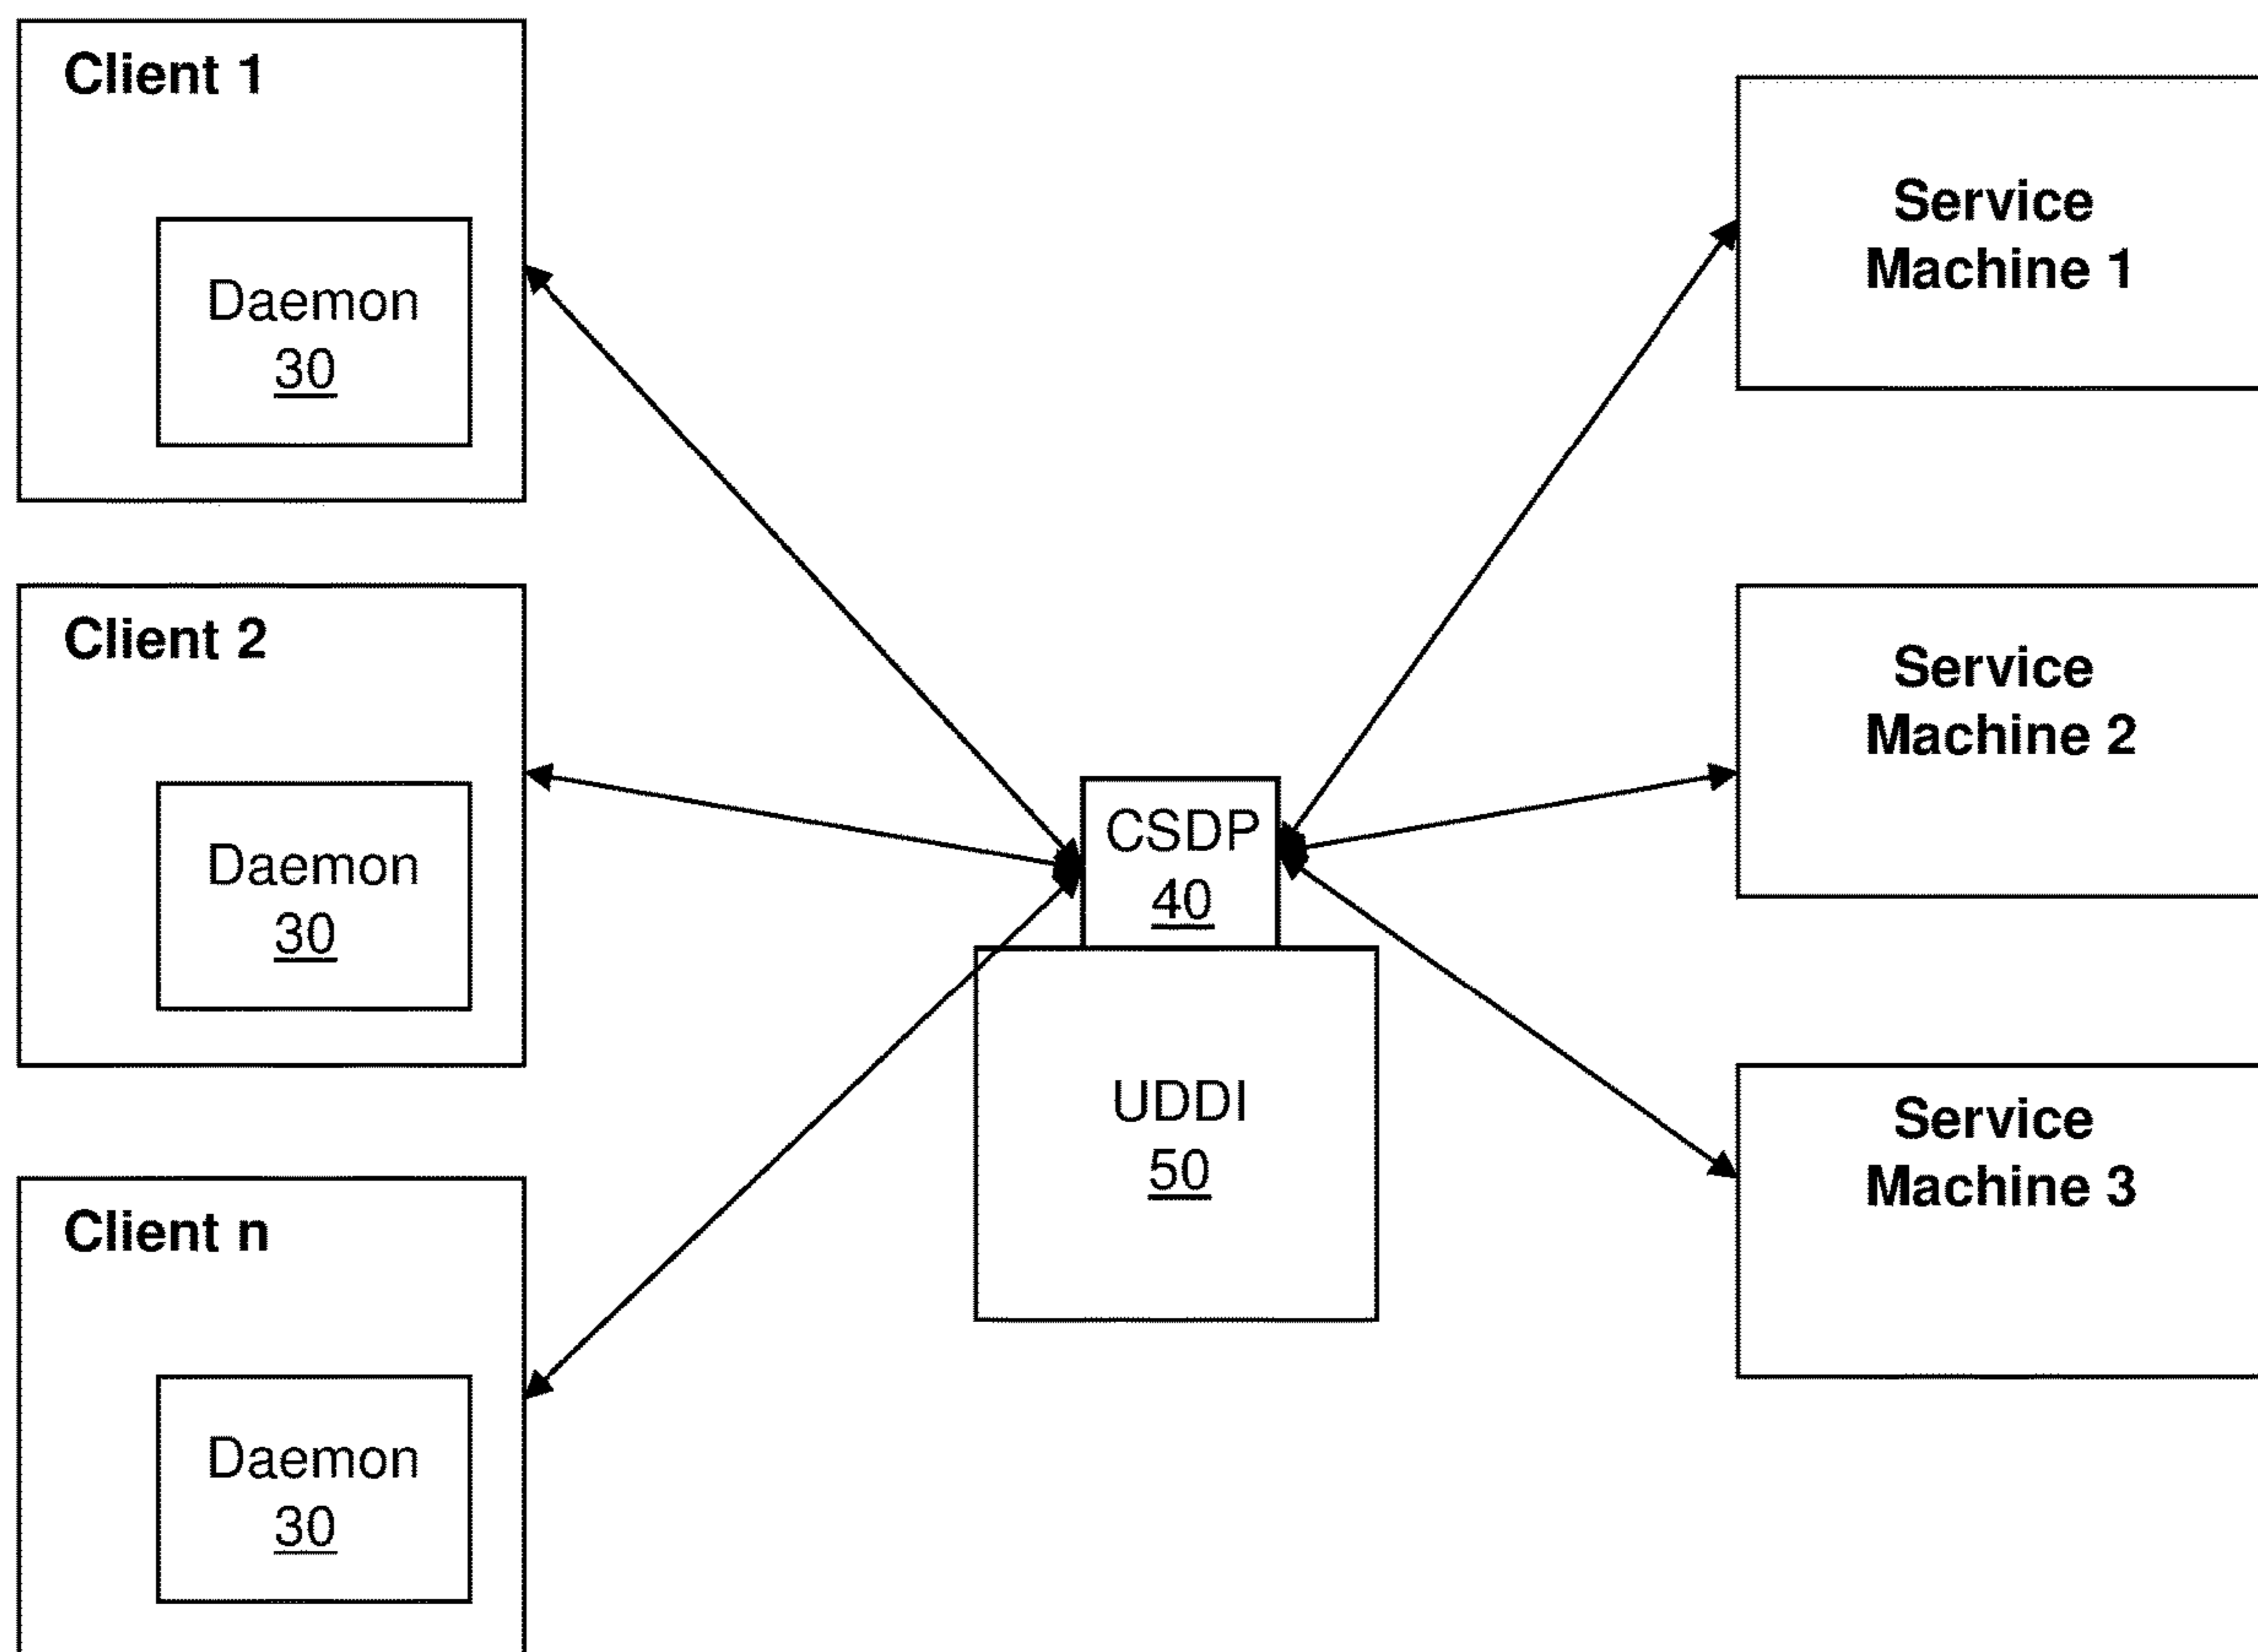 Client 1
Daemon
30
Client 2
Daemon
30
Client n
Daemon
30
CSDP
40
UDDI
50
Service
Machine 1
Service
Machine 2
Service
Machine 3